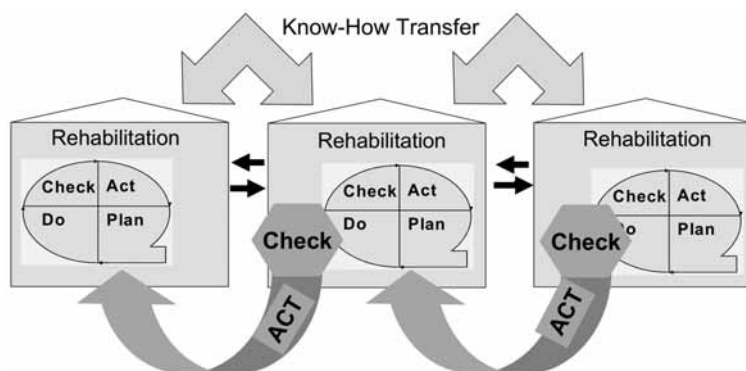 Know-How Transfer
Rehabilitation
Check Act
Do Plan
Rehabilitation
Check Act
Do Plan
Check
ACT
Rehabilitation
Check Act
Plan
Check
ACT